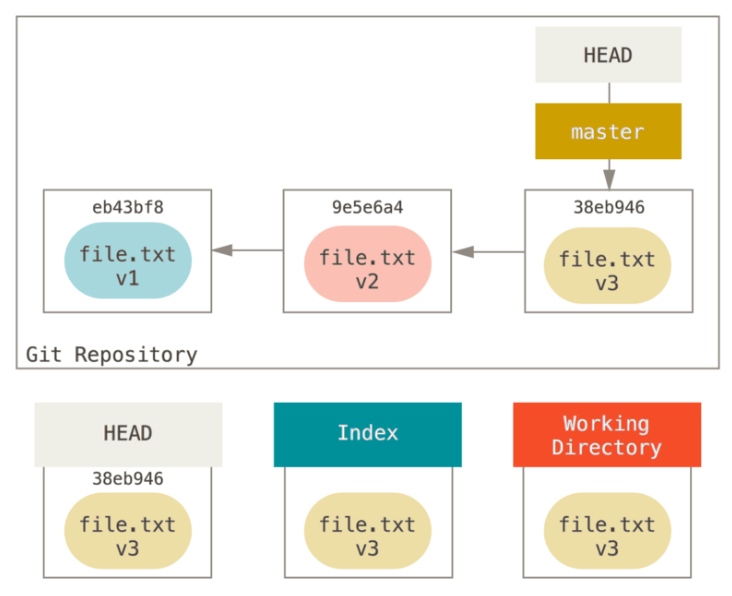 HEAD
master
eb43bf8
9e5e6a4
38eb946
file.txt
v1
file.txt
v2
file.txt
v3
Git Repository
HEAD
Index
Working
Directory
38eb946
file.txt
v3
file.txt
v3
file.txt
v3